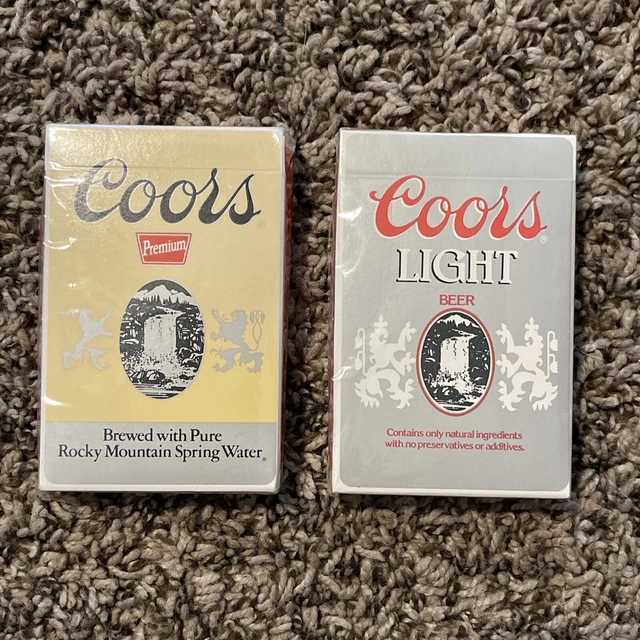 Coors
Premium
Brewed with Pure
Rocky Mountain Spring Water®
Coors®
LIGHT
BEER
Contains only natural ingredients
with no preservatives or additives.